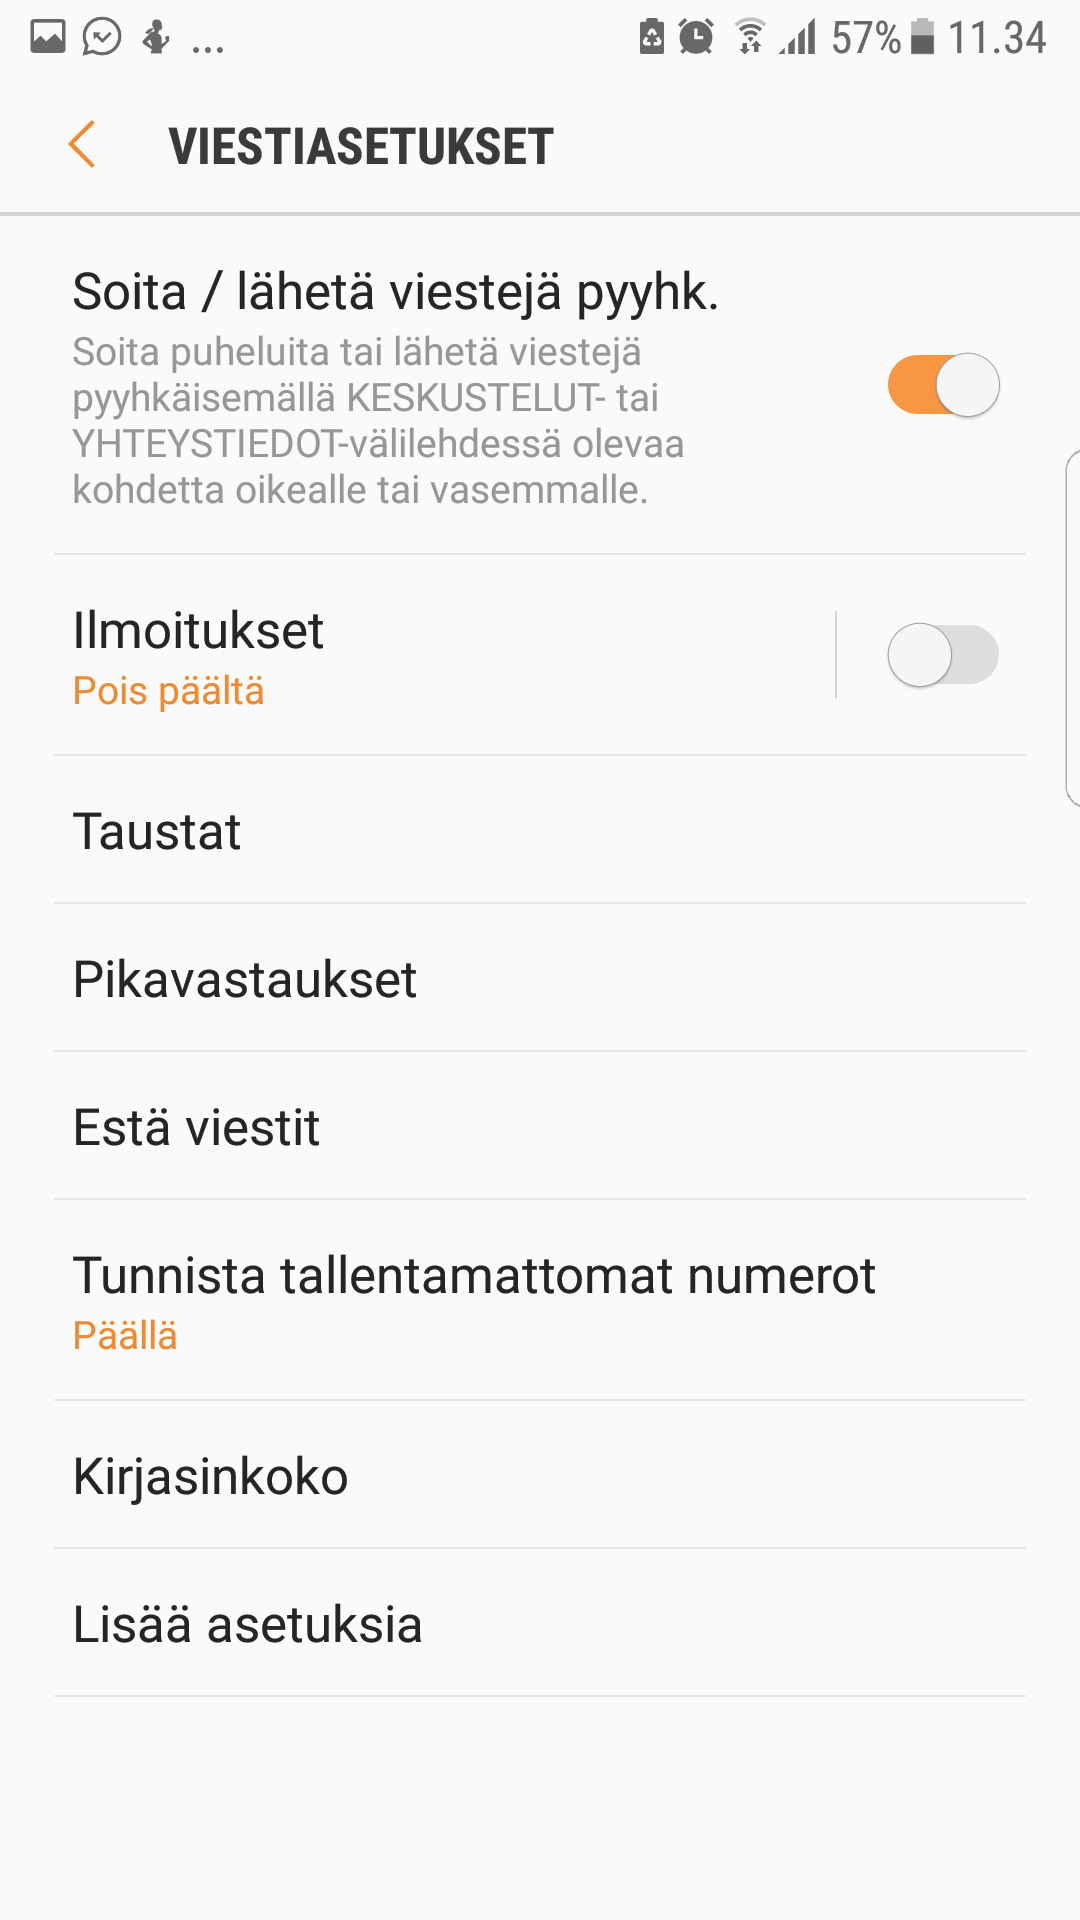 57% 11.34
VIESTIASETUKSET
Soita / lähetä viestejä pyyhk.
Soita puheluita tai lähetä viestejä
pyyhkäisemällä KESKUSTELUT- tai
YHTEYSTIEDOT-välilehdessä olevaa
kohdetta oikealle tai vasemmalle.
Ilmoitukset
Pois päältä
Taustat
Pikavastaukset
Estä viestit
Tunnista tallentamattomat numerot
Päällä
Kirjasinkoko
Lisää asetuksia